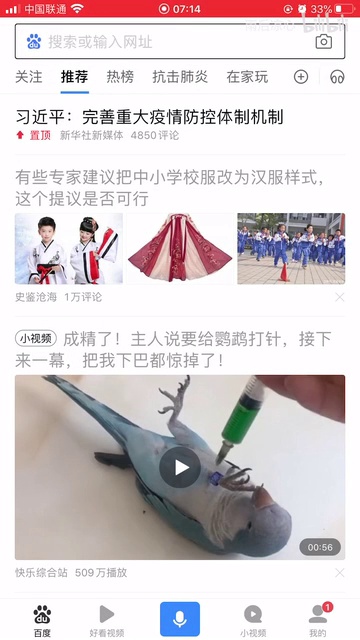 中国联通
07:14
33%
du
搜索或输入网址
关注 推荐 热榜 抗击肺炎 在家玩
习近平：完善重大疫情防控体制机制
置顶 新华社新媒体 4850评论
有些专家建议把中小学校服改为汉服样式，
这个提议是否可行
史鉴沧海 1万评论
小视频 成精了！主人说要给鹦鹉打针，接下
来一幕，把我下巴都惊掉了！
00:56
快乐综合站 509万播放
du 1
百度 好看视频 小视频 我的